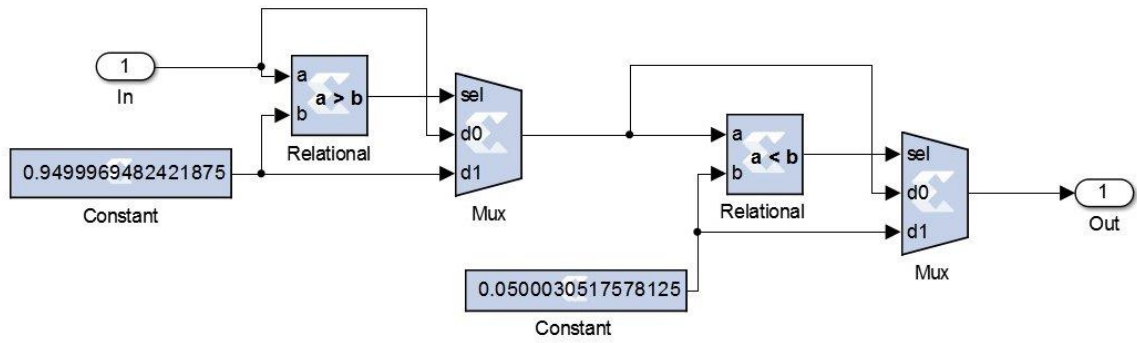 1
In
0.9499969482421875
Constant
a
b
a > b
Relational
sel
d0
d1
Mux
a
b
a < b
Relational
0.0500030517578125
Constant
sel
d0
d1
Mux
1
Out